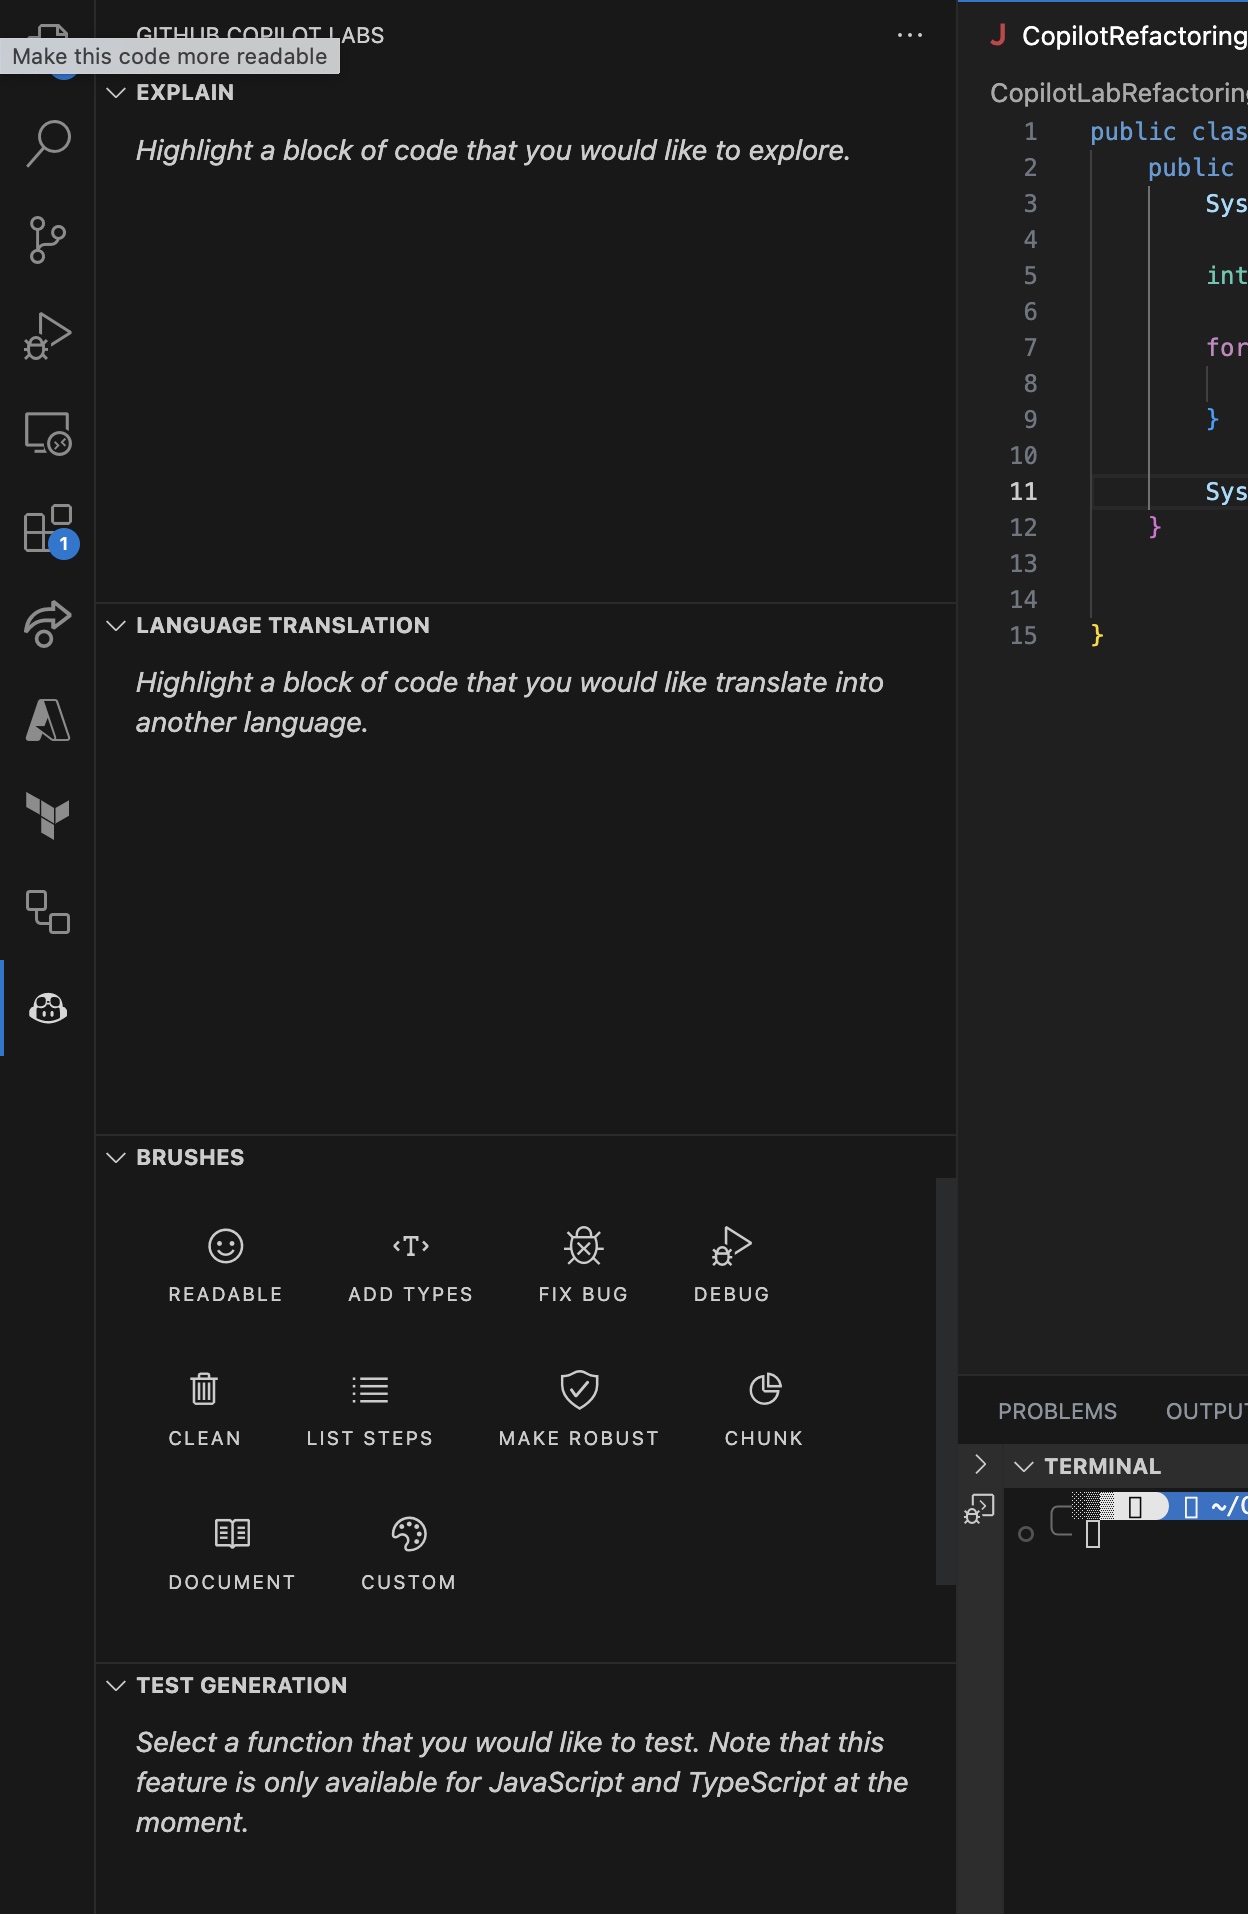 GITHUB COPILOT LABS
Make this code more readable
EXPLAIN
Highlight a block of code that you would like to explore.
1
LANGUAGE TRANSLATION
Highlight a block of code that you would like translate into
another language.
BRUSHES
READABLE
ADD TYPES
FIX BUG
DEBUG
CLEAN
LIST STEPS
MAKE ROBUST
CHUNK
DOCUMENT
CUSTOM
TEST GENERATION
Select a function that you would like to test. Note that this
feature is only available for JavaScript and TypeScript at the
moment.
J CopilotRefactoring
CopilotLabRefactoring
1 public clas
2 public
3 Sys
4
5 int
6
7 for
8
9 }
10
11 Sys
12 }
13
14
15 }
PROBLEMS OUTPUT
TERMINAL
~/